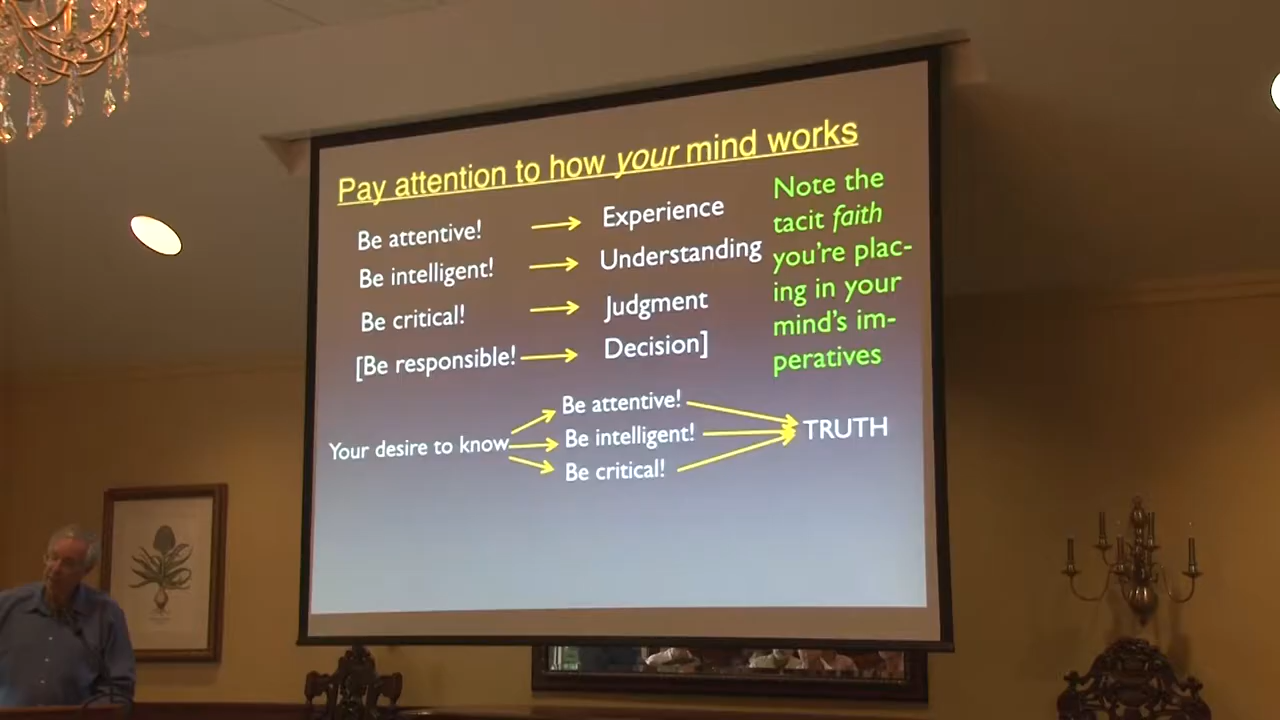 Pay attention to how your mind works
Be attentive! Experience
Be intelligent! Understanding
Be critical! Judgment
[Be responsible! Decision]
Note the
tacit faith
you're plac-
ing in your
mind's im-
peratives
Your desire to know
Be attentive!
Be intelligent!
Be critical!
TRUTH